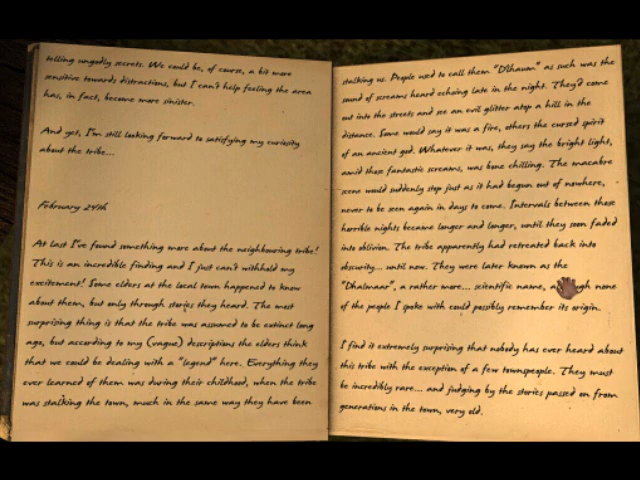 telling ungodly secrets. We could be, of course, a bit more
sensitive towards distractions, but I can't help feeling the area
has, in fact, become more sinister.
And yet, I'm still looking forward to satisfying my curiosity
about the tribe...
February 24th
At last I've found something more about the neighbouring tribe!
This is an incredible finding and I just can't withhold my
excitement! Some elders at the local town happened to know
about them, but only through stories they heard. The most
surprising thing is that the tribe was assumed to be extinct long
ago, but according to my (vague) descriptions the elders think
that we could be dealing with a "legend" here. Everything they
ever learned of them was during their childhood, when the tribe
was stalking the town, much in the same way they have been
stalking us. People used to call them "D'lhaum" as such was the
sound of screams heard echoing late in the night. They'd come
out into the streets and see an evil glitter atop a hill in the
distance. Some would say it was a fire, others the cursed spirit
of an ancient god. Whatever it was, they say the bright light,
amid those fantastic screams, was bone chilling. The macabre
scene would suddenly stop just as it had begun out of nowhere,
never to be seen again in days to come. Intervals between those
horrible nights became longer and longer, until they soon faded
into oblivion. The tribe apparently had retreated back into
obscurity... until now. They were later known as the
"Dhalmaar", a rather more... scientific name, although none
of the people I spoke with could possibly remember its origin.
I find it extremely surprising that nobody has ever heard about
this tribe with the exception of a few townspeople. They must
be incredibly rare.... and judging by the stories passed on from
generations in the town, very old.